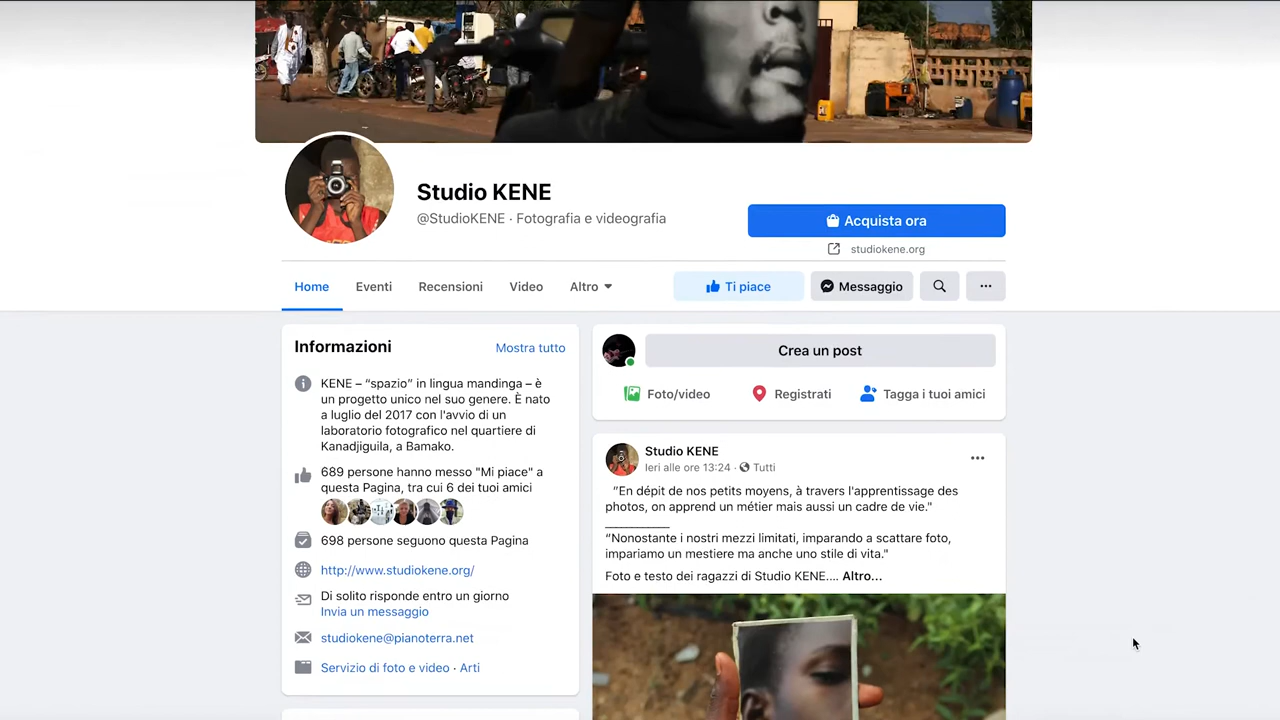 Studio KENE
@StudioKENE · Fotografia e videografia
Acquista ora
studiokene.org
Home
Eventi
Recensioni
Video
Altro
Ti piace
Messaggio
Informazioni
Mostra tutto
KENE – “spazio” in lingua mandinga – è
un progetto unico nel suo genere. È nato
a luglio del 2017 con l'avvio di un
laboratorio fotografico nel quartiere di
Kanadjiguila, a Bamako.
689 persone hanno messo "Mi piace" a
questa Pagina, tra cui 6 dei tuoi amici
698 persone seguono questa Pagina
http://www.studiokene.org/
Di solito risponde entro un giorno
Invia un messaggio
studiokene@pianoterra.net
Servizio di foto e video · Arti
Crea un post
Foto/video
Registrati
Tagga i tuoi amici
Studio KENE
Ieri alle ore 13:24 · Tutti
“En dépit de nos petits moyens, à travers l'apprentissage des
photos, on apprend un métier mais aussi un cadre de vie."
“Nonostante i nostri mezzi limitati, imparando a scattare foto,
impariamo un mestiere ma anche uno stile di vita."
Foto e testo dei ragazzi di Studio KENE.... Altro...